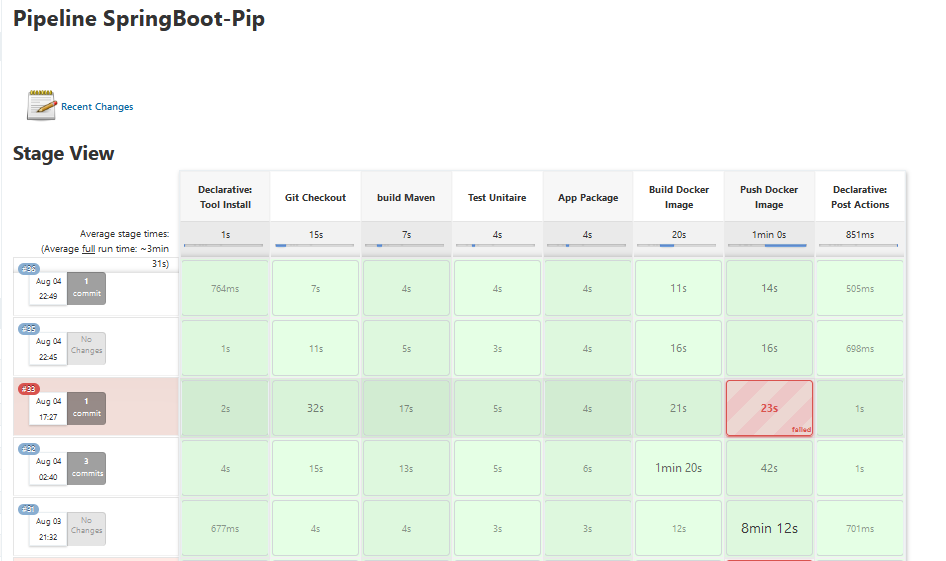 Pipeline SpringBoot-Pip
Recent Changes
Stage View
Declarative: Tool Install
Git Checkout
build Maven
Test Unitaire
App Package
Build Docker Image
Push Docker Image
Declarative: Post Actions
Average stage times:
(Average full run time: ~3min
31s)
1s 15s 7s 4s 4s 20s 1min 0s 851ms
#36
Aug 04
22:49
1
commit
764ms 7s 4s 4s 4s 11s 14s 505ms
#35
Aug 04
22:45
No
Changes
1s 11s 5s 3s 4s 16s 16s 698ms
#33
Aug 04
17:27
1
commit
2s 32s 17s 5s 4s 21s 23s 1s
failed
#32
Aug 04
02:40
3
commits
4s 15s 13s 5s 6s 1min 20s 42s 1s
#31
Aug 03
21:32
No
Changes
677ms 4s 4s 3s 3s 12s 8min 12s 701ms